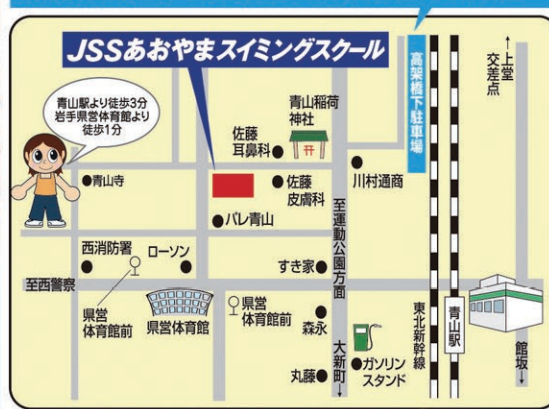 JSSあおやまスイミングスクール
高架橋下駐車場
←上堂
交差点
青山駅より徒歩3分
岩手県営体育館より
徒歩1分
青山稲荷
神社
佐藤
耳鼻科
川村通商
青山寺
佐藤
皮膚科
パレ青山
至運動公園方面
西消防署
ローソン
すき家
至西警察
県営
体育館前
県営体育館
県営
体育館前
森永
東北新幹線
青山駅
大新町→
ガソリン
スタンド
丸藤
館坂→